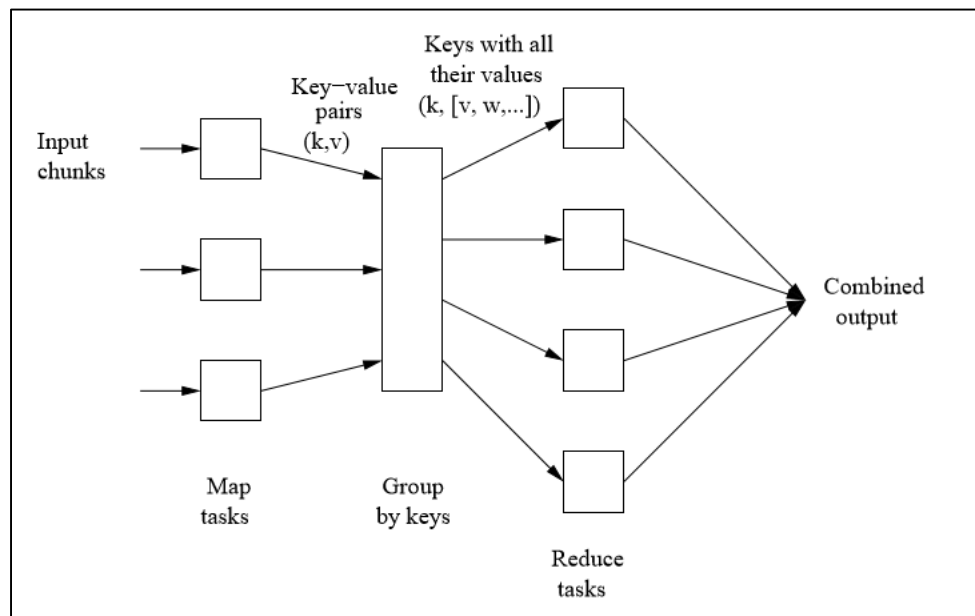 Input
chunks
Key−value
pairs
(k,v)
Keys with all
their values
(k, [v, w,...])
Combined
output
Map
tasks
Group
by keys
Reduce
tasks